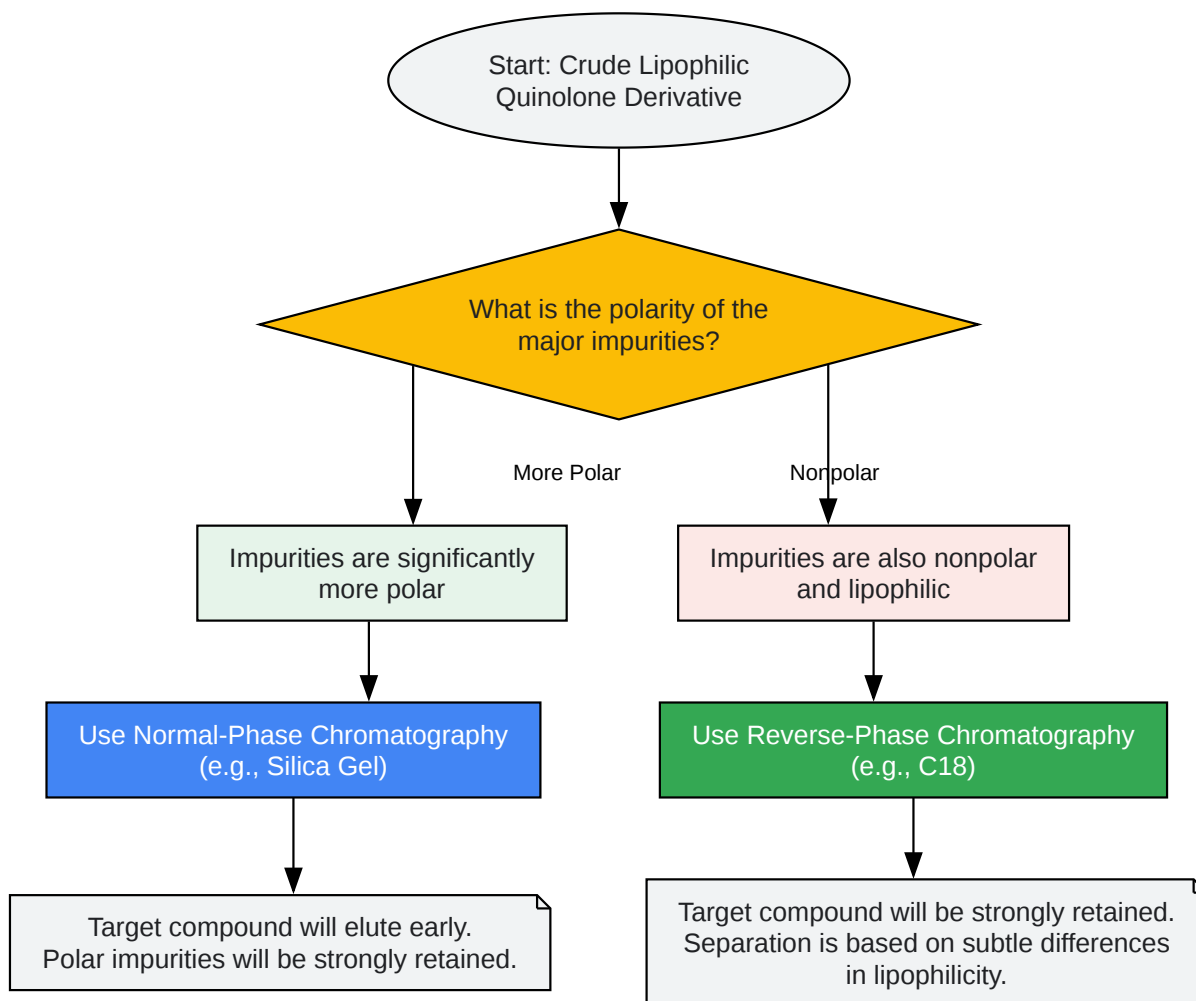 Start: Crude Lipophilic
Quinolone Derivative
What is the polarity of the
major impurities?
More Polar
Nonpolar
Impurities are significantly
more polar
Impurities are also nonpolar
and lipophilic
Use Normal-Phase Chromatography
(e.g., Silica Gel)
Use Reverse-Phase Chromatography
(e.g., C18)
Target compound will elute early.
Polar impurities will be strongly retained.
Target compound will be strongly retained.
Separation is based on subtle differences
in lipophilicity.